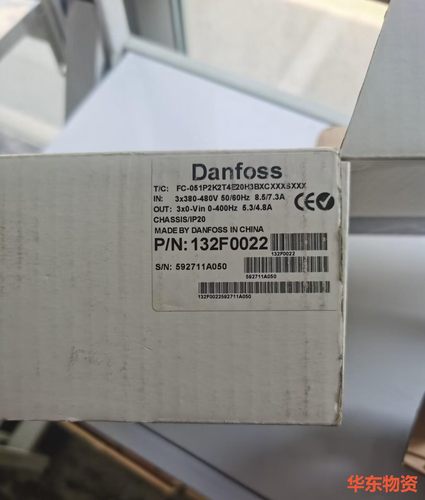 Danfoss
T/C: FC-051P2K2T4E20H3BXCXXXSXXX
IN: 3x380-480V 50/60Hz 8.5/7.3A
OUT: 3x0-Vin 0-400Hz 5.3/4.8A
CHASSIS/IP20
MADE BY DANFOSS IN CHINA
P/N: 132F0022
132F0022
S/N: 592711A050
592711A050
132F0022592711A050
华东物资